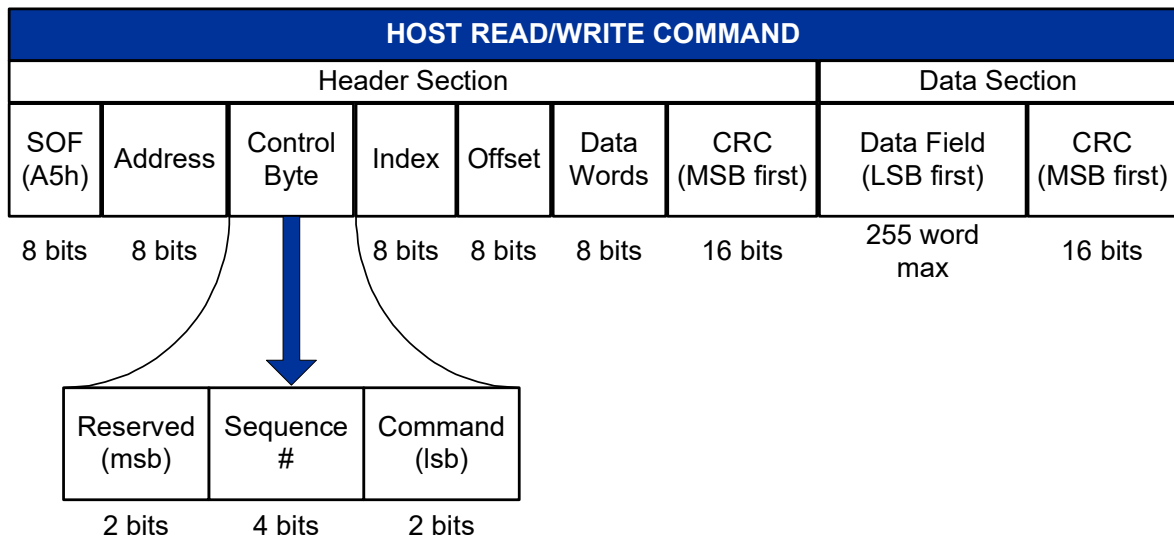 HOST READ/WRITE COMMAND
Header Section
Data Section
SOF
(A5h)
Address
Control
Byte
Index
Offset
Data
Words
CRC
(MSB first)
Data Field
(LSB first)
CRC
(MSB first)
8 bits
8 bits
8 bits
8 bits
8 bits
16 bits
255 word
max
16 bits
Reserved
(msb)
Sequence
#
Command
(lsb)
2 bits
4 bits
2 bits